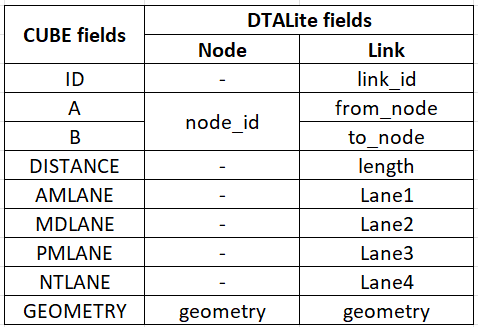 CUBE fields
DTALite fields
Node
Link
ID - link_id
A node_id from_node
B to_node
DISTANCE - length
AMLANE - Lane1
MDLANE - Lane2
PMLANE - Lane3
NTLANE - Lane4
GEOMETRY geometry geometry